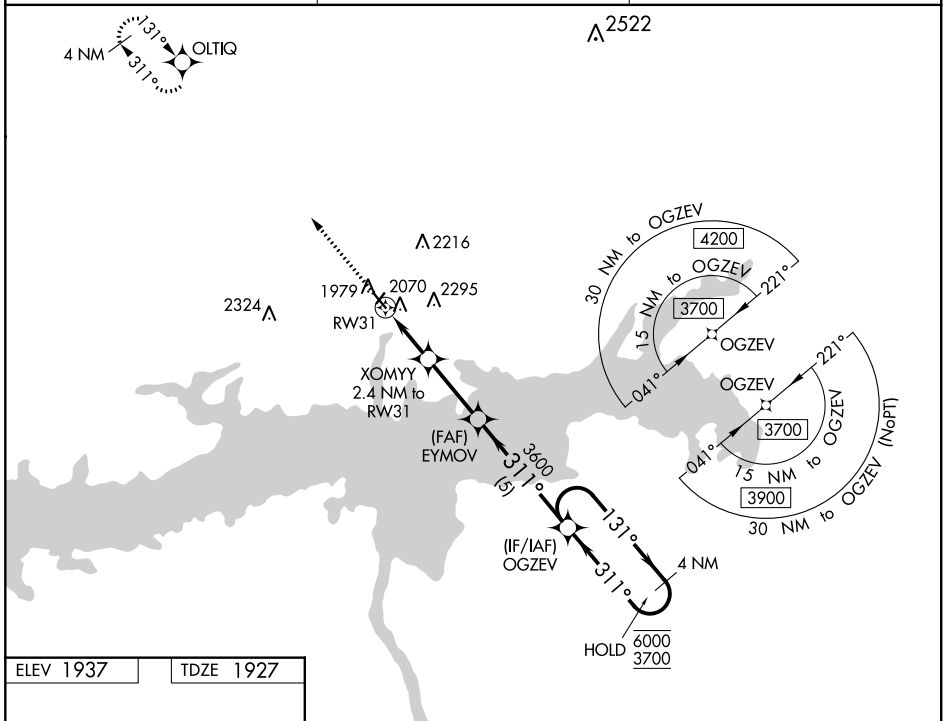 2522
131°
OLTIQ
4 NM
311°
30 NM to OGZEV
4200
2216
15 NM to OGZEV
221°
1979
2070
2295
2324
3700
RW31
OGZEV
221°
XOMYY
2.4 NM to
RW31
041°
OGZEV
(FAF)
EYMOV
3600
311°
(5)
3700
041°
15 NM to OGZEV
3900
30 NM to OGZEV (NoPT)
131°
(IF/IAF)
OGZEV
4 NM
311°
HOLD
6000
3700
ELEV 1937
TDZE 1927